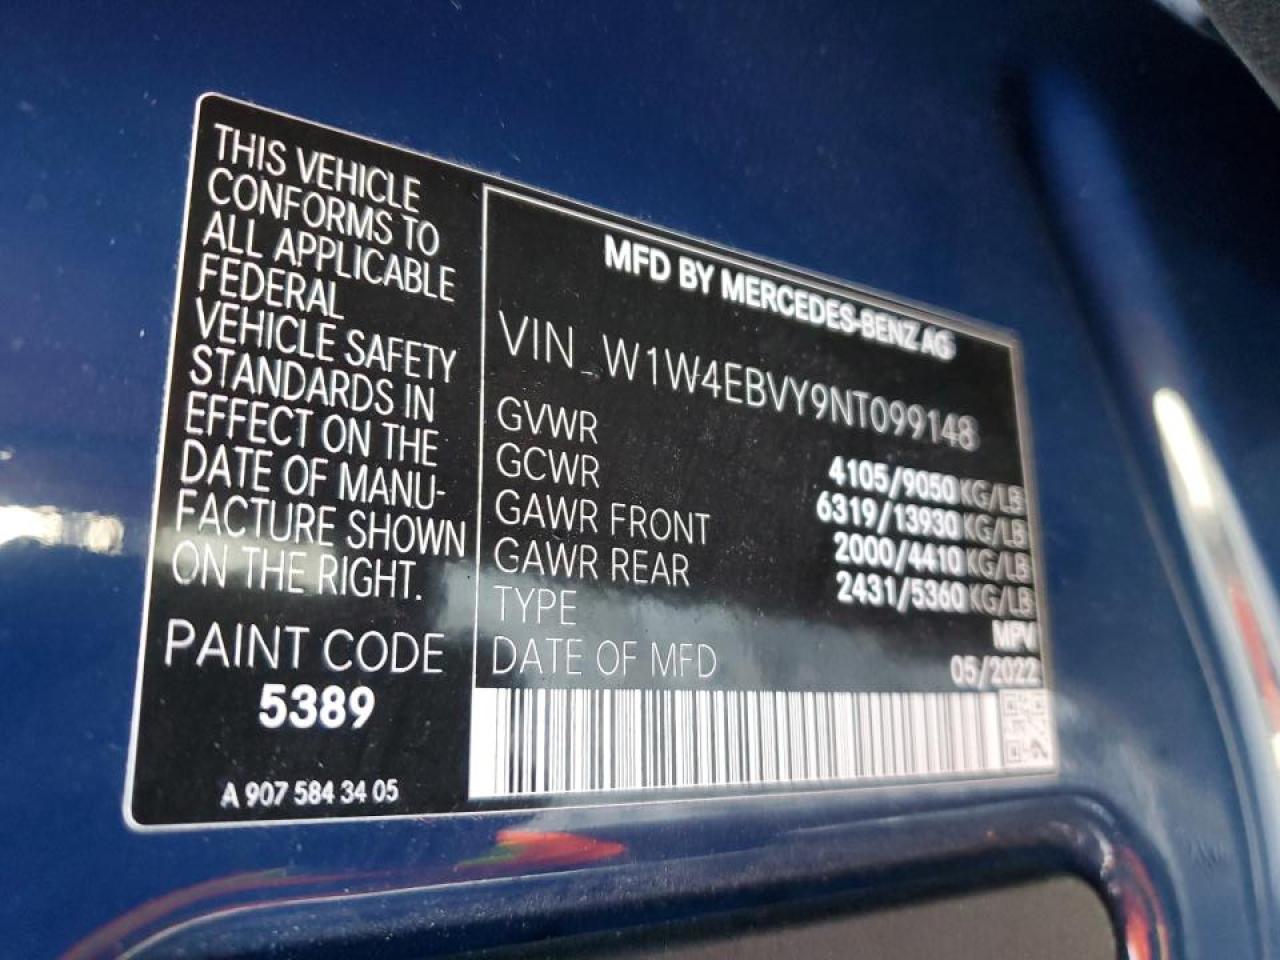 THIS VEHICLE
CONFORMS TO
ALL APPLICABLE
FEDERAL
VEHICLE SAFETY
STANDARDS IN
EFFECT ON THE
DATE OF MANU-
FACTURE SHOWN
ON THE RIGHT.
PAINT CODE
5389
A 907 584 34 05
MFD BY MERCEDES-BENZ AG
VIN_W1W4EBVY9NT099148
GVWR 4105/9050 KG/LB
GCWR 6319/13930 KG/LB
GAWR FRONT 2000/4410 KG/LB
GAWR REAR 2431/5360 KG/LB
TYPE MPV
DATE OF MFD 05/2022